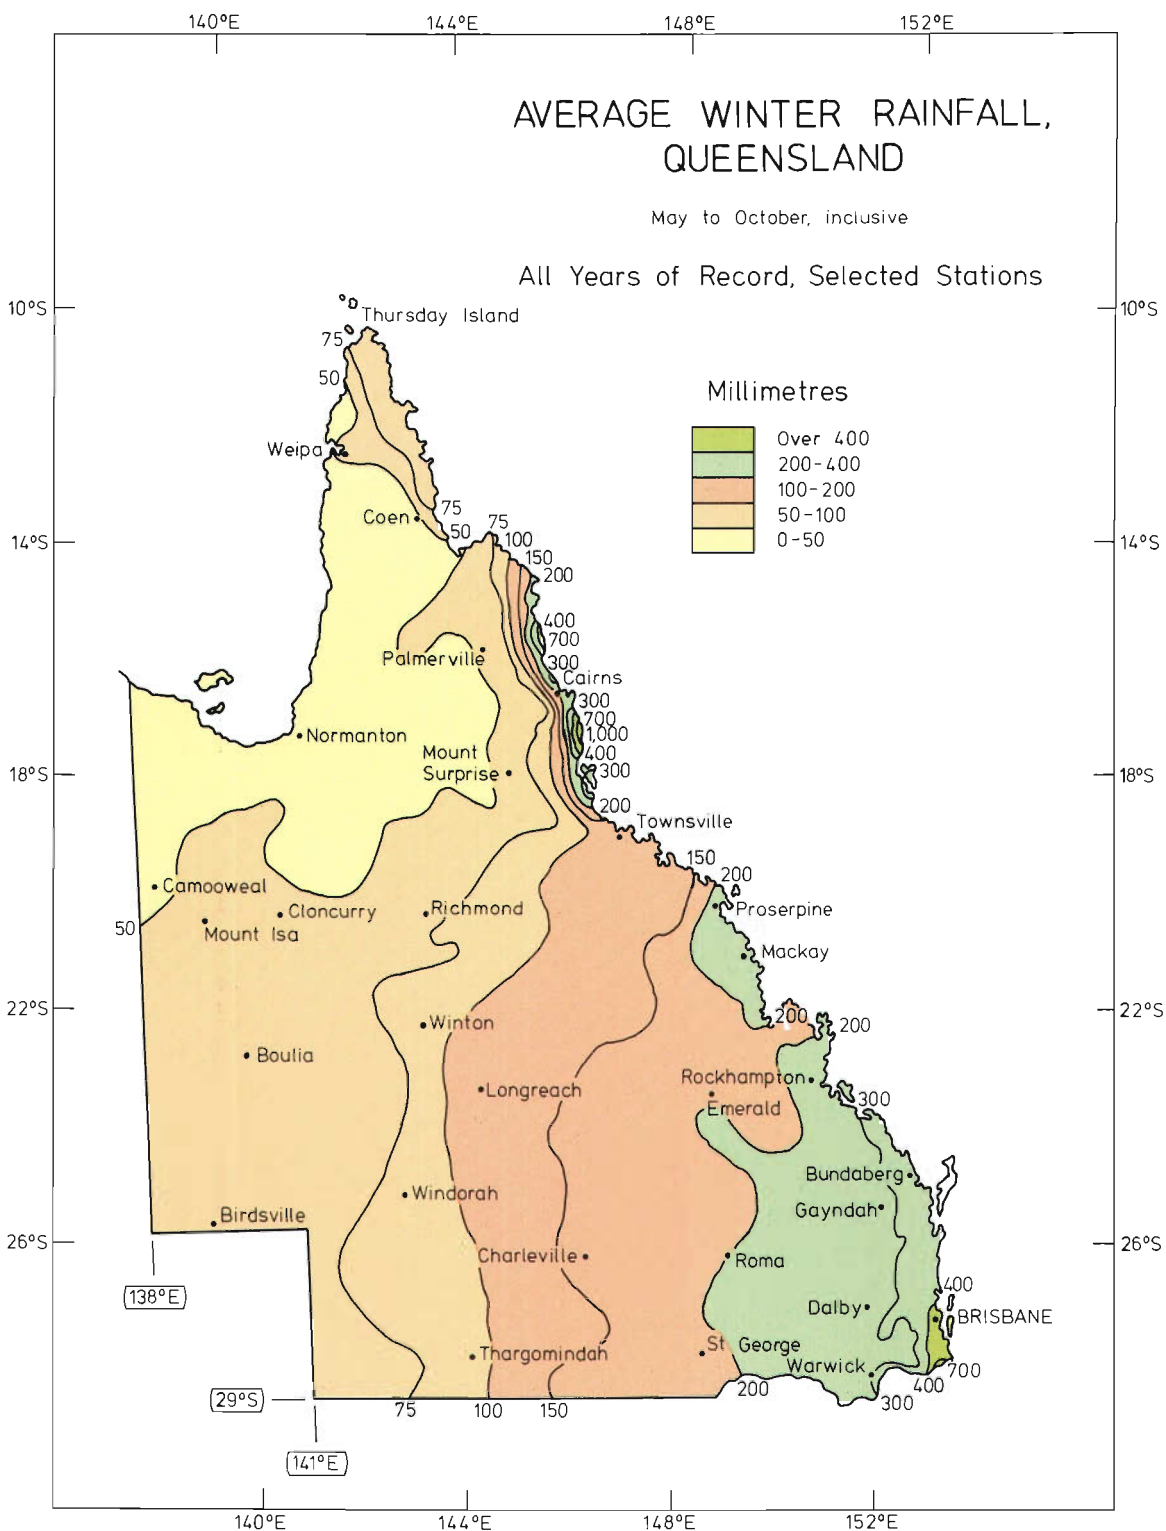 140°E 144°E 148°E 152°E
AVERAGE WINTER RAINFALL,
QUEENSLAND
May to October, inclusive
All Years of Record, Selected Stations
10°S 10°S
Thursday Island
75
50
Millimetres
Over 400
200-400
100-200
50-100
0-50
Weipa
75
Coen
50
75
14°S 14°S
100
150
200
400
700
Palmerville
300
Cairns
300
700
Normanton
1,000
Mount
Surprise
400
18°S 18°S
300
200
Townsville
150
200
Camooweal
Cloncurry
Richmond
Proserpine
50
Mount Isa
Mackay
22°S 22°S
200
200
Winton
Boulia
Rockhampton
Longreach
Emerald
300
Bundaberg
Windorah
Gayndah
Birdsville
26°S 26°S
Charleville
Roma
400
138°E
Dalby
BRISBANE
Thargomindah
St George
Warwick
700
400
200
300
29°S
75 100 150
141°E
140°E 144°E 148°E 152°E